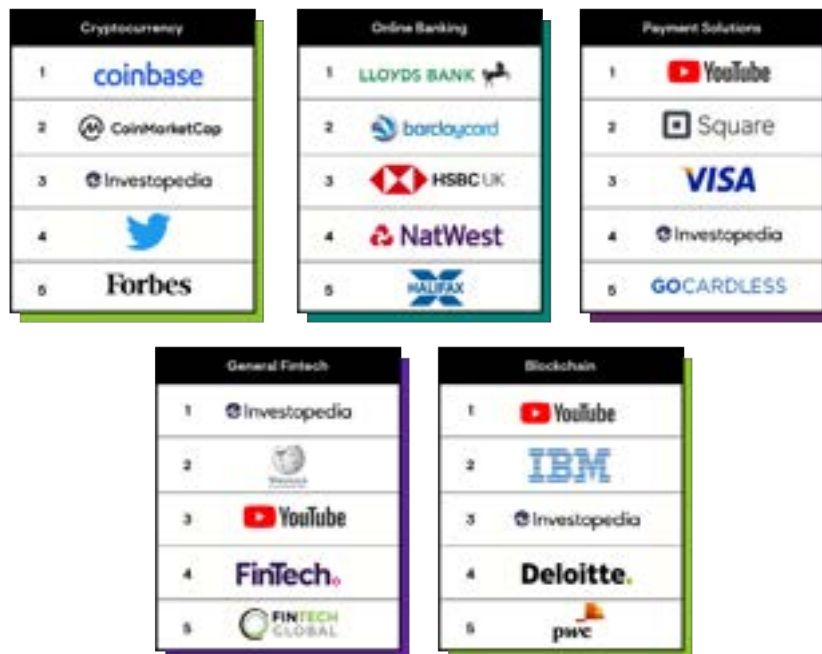 Cryptocurrency
1 coinbase
2 CoinMarketCap
3 Investopedia
4
5 Forbes
Online Banking
1 LLOYDS BANK
2 barclaycard
3 HSBC UK
4 NatWest
5 HALIFAX
Payment Solutions
1 YouTube
2 Square
3 VISA
4 Investopedia
5 GOCARDLESS
General Fintech
1 Investopedia
2
3 YouTube
4 FinTech
5 FINTECH
GLOBAL
Blockchain
1 YouTube
2 IBM
3 Investopedia
4 Deloitte.
5 pwc